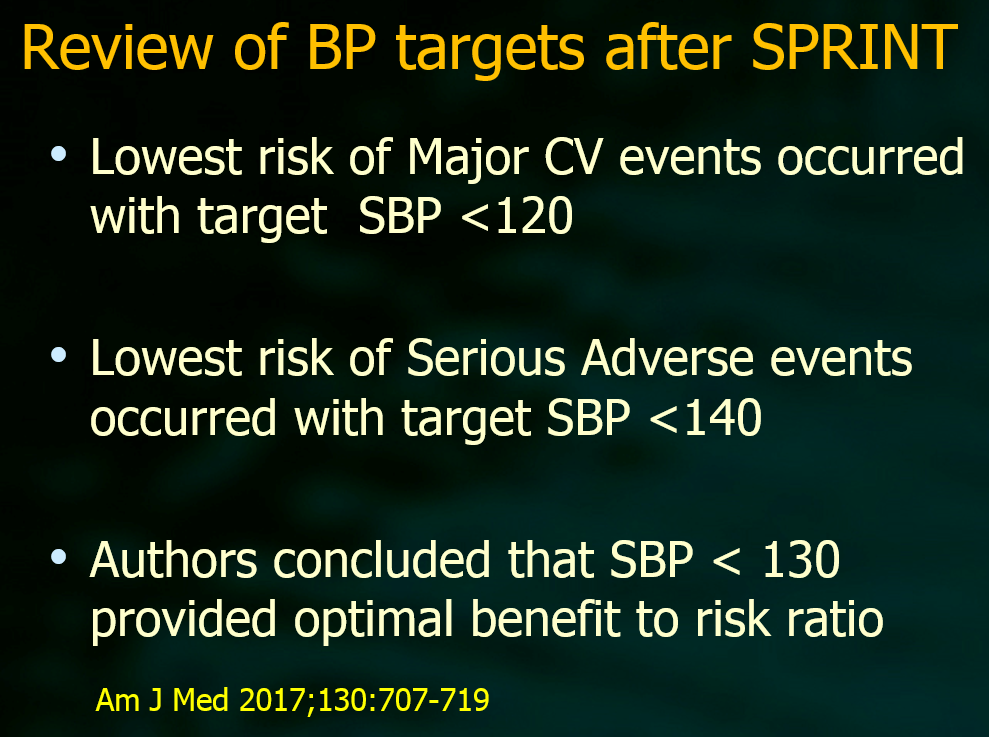 Review of BP targets after SPRINT
• Lowest risk of Major CV events occurred
with target  SBP <120
• Lowest risk of Serious Adverse events
occurred with target SBP <140
• Authors concluded that SBP < 130
provided optimal benefit to risk ratio
Am J Med 2017;130:707-719